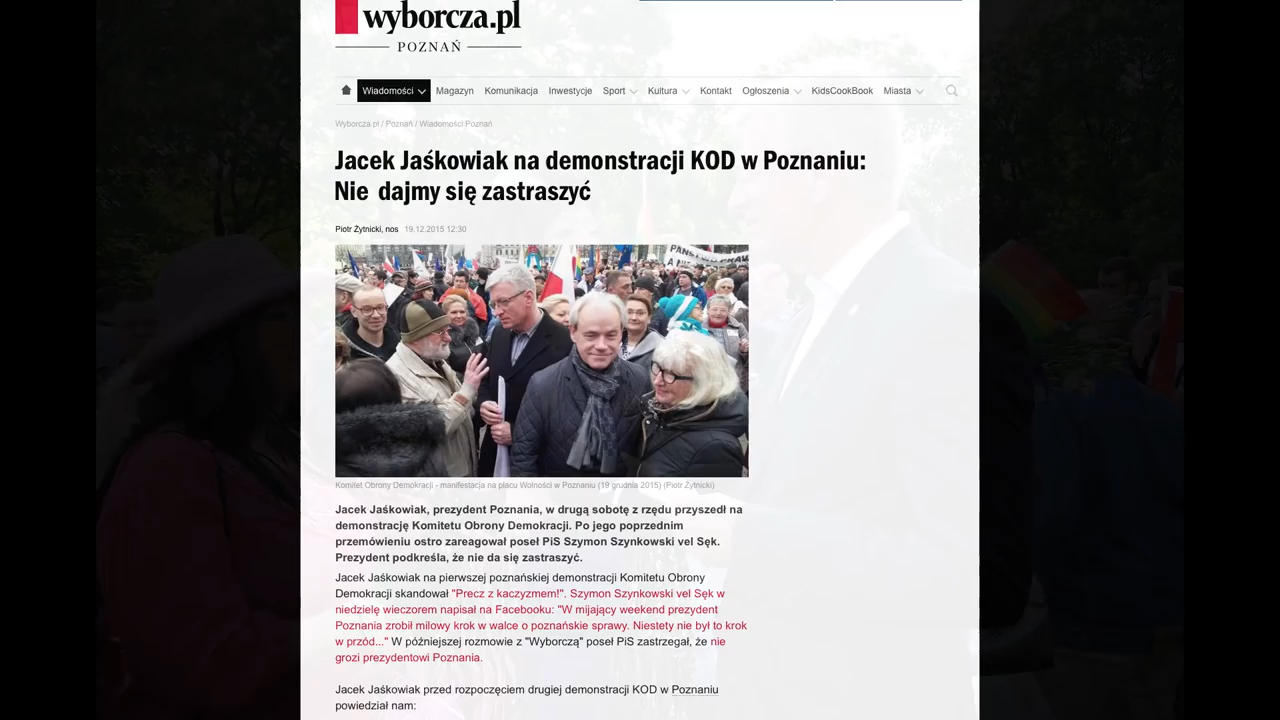 wyborcza.pl
POZNAŃ
Wiadomości Magazyn Komunikacja Inwestycje Sport Kultura Kontakt Ogłoszenia KidsCookBook Miasta
Wyborcza.pl / Poznań / Wiadomości Poznań
Jacek Jaśkowiak na demonstracji KOD w Poznaniu:
Nie dajmy się zastraszyć
Piotr Żytnicki, nos 19.12.2015 12:30
Komitet Obrony Demokracji - manifestacja na placu Wolności w Poznaniu (19 grudnia 2015) (Piotr Żytnicki)
Jacek Jaśkowiak, prezydent Poznania, w drugą sobotę z rzędu przyszedł na
demonstrację Komitetu Obrony Demokracji. Po jego poprzednim
przemówieniu ostro zareagował poseł PiS Szymon Szynkowski vel Sęk.
Prezydent podkreśla, że nie da się zastraszyć.
Jacek Jaśkowiak na pierwszej poznańskiej demonstracji Komitetu Obrony
Demokracji skandował "Precz z kaczyzmem!". Szymon Szynkowski vel Sęk w
niedzielę wieczorem napisał na Facebooku: "W mijający weekend prezydent
Poznania zrobił milowy krok w walce o poznańskie sprawy. Niestety nie był to krok
w przód..." W późniejszej rozmowie z "Wyborczą" poseł PiS zastrzegał, że nie
grozi prezydentowi Poznania.
Jacek Jaśkowiak przed rozpoczęciem drugiej demonstracji KOD w Poznaniu
powiedział nam: